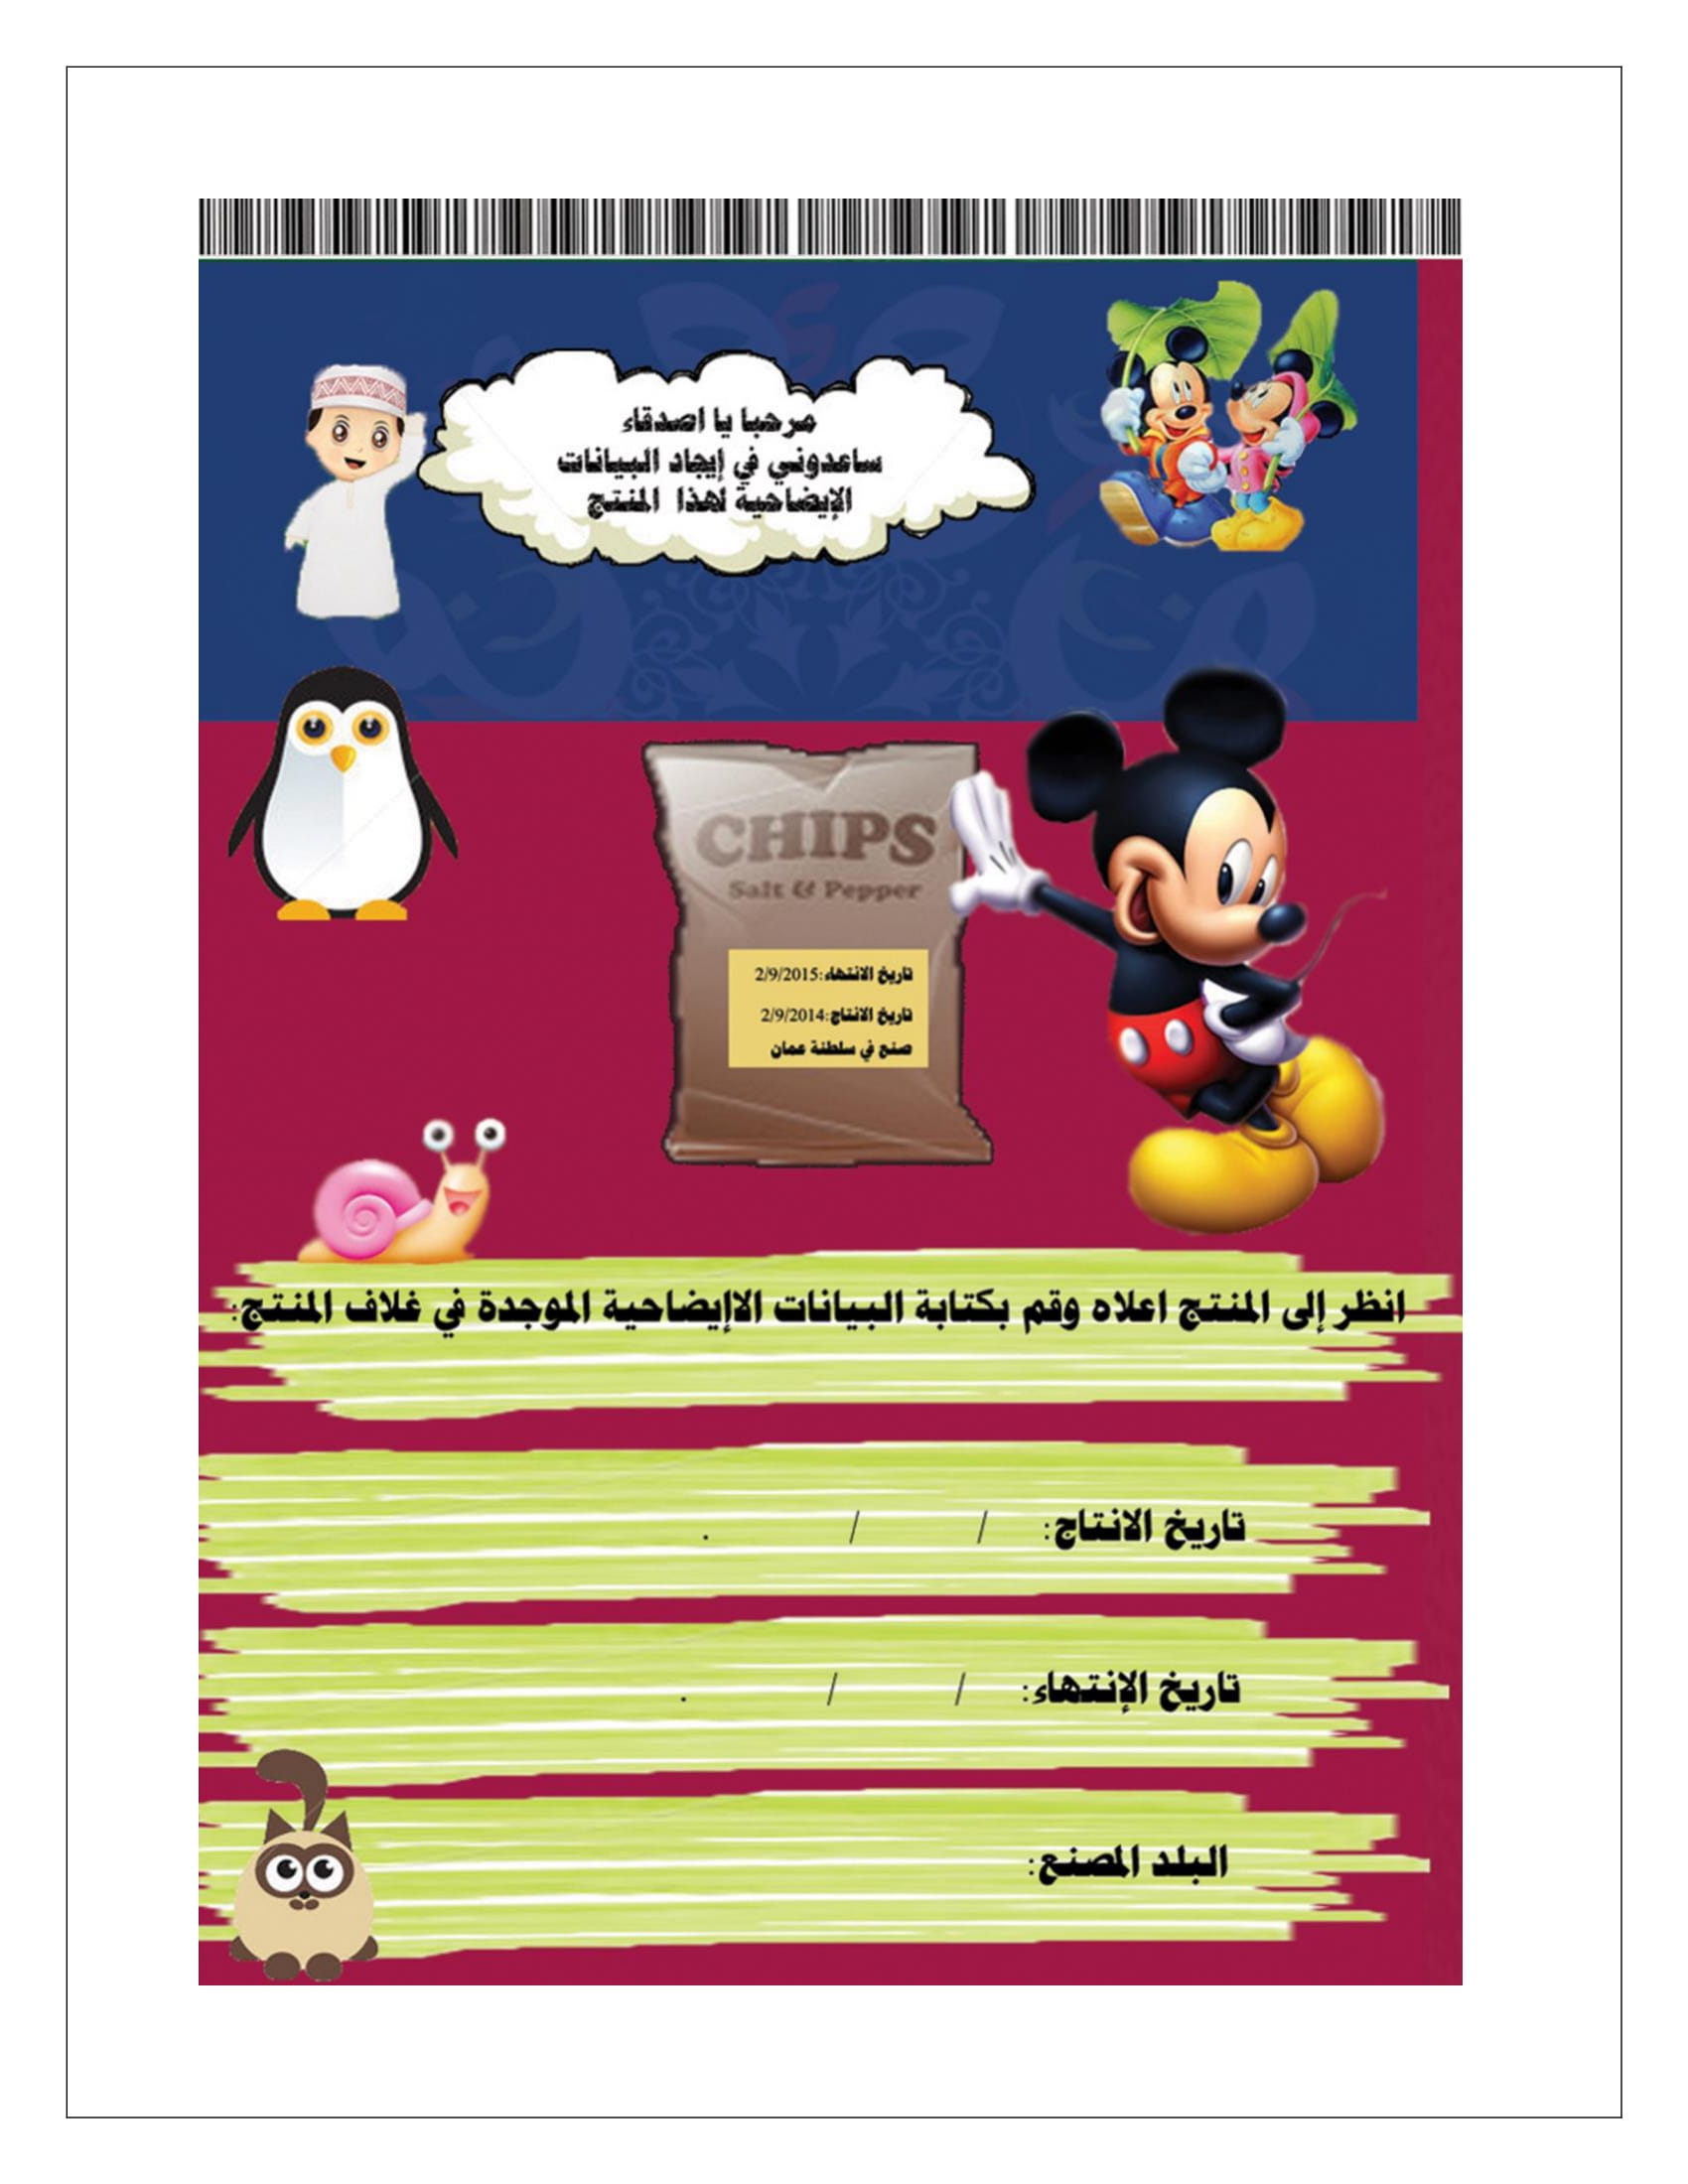 مرحبا يا اصدقاء
ساعدوني في إيجاد البيانات
الإيضاحية لهذا المنتج
CHIPS
Salt & Pepper
تاريخ الانتهاء:2/9/2015
تاريخ الانتاج:2/9/2014
صنع في سلطنة عمان
انظر إلى المنتج اعلاه وقم بكتابة البيانات الاإيضاحية الموجدة في غلاف المنتج:
تاريخ الانتاج: / / .
تاريخ الإنتهاء: / / .
البلد المصنع: